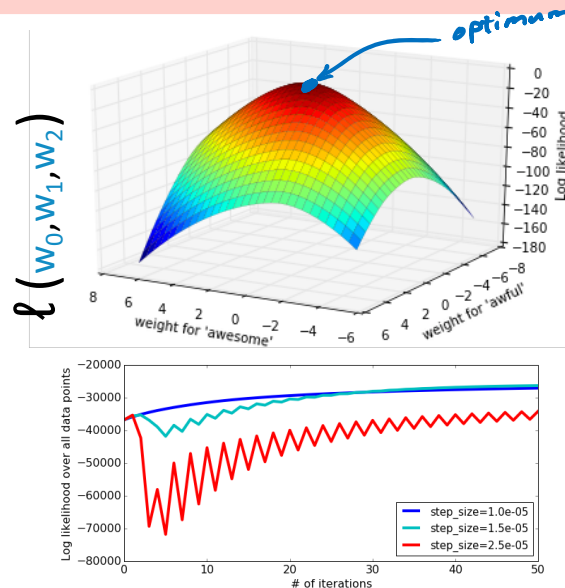 optimum
ℓ(w₀,w₁,w₂)
0
−20
−40
−60
−80
−100
−120
−140
−160
−180
Log likelihood
8 6 4 2 0 −2 −4 −6
weight for 'awesome'
6 4 2 0 −2 −4 −6 −8
weight for 'awful'
−20000
−30000
−40000
−50000
−60000
−70000
−80000
Log likelihood over all data points
step_size=1.0e-05
step_size=1.5e-05
step_size=2.5e-05
0 10 20 30 40 50
# of iterations